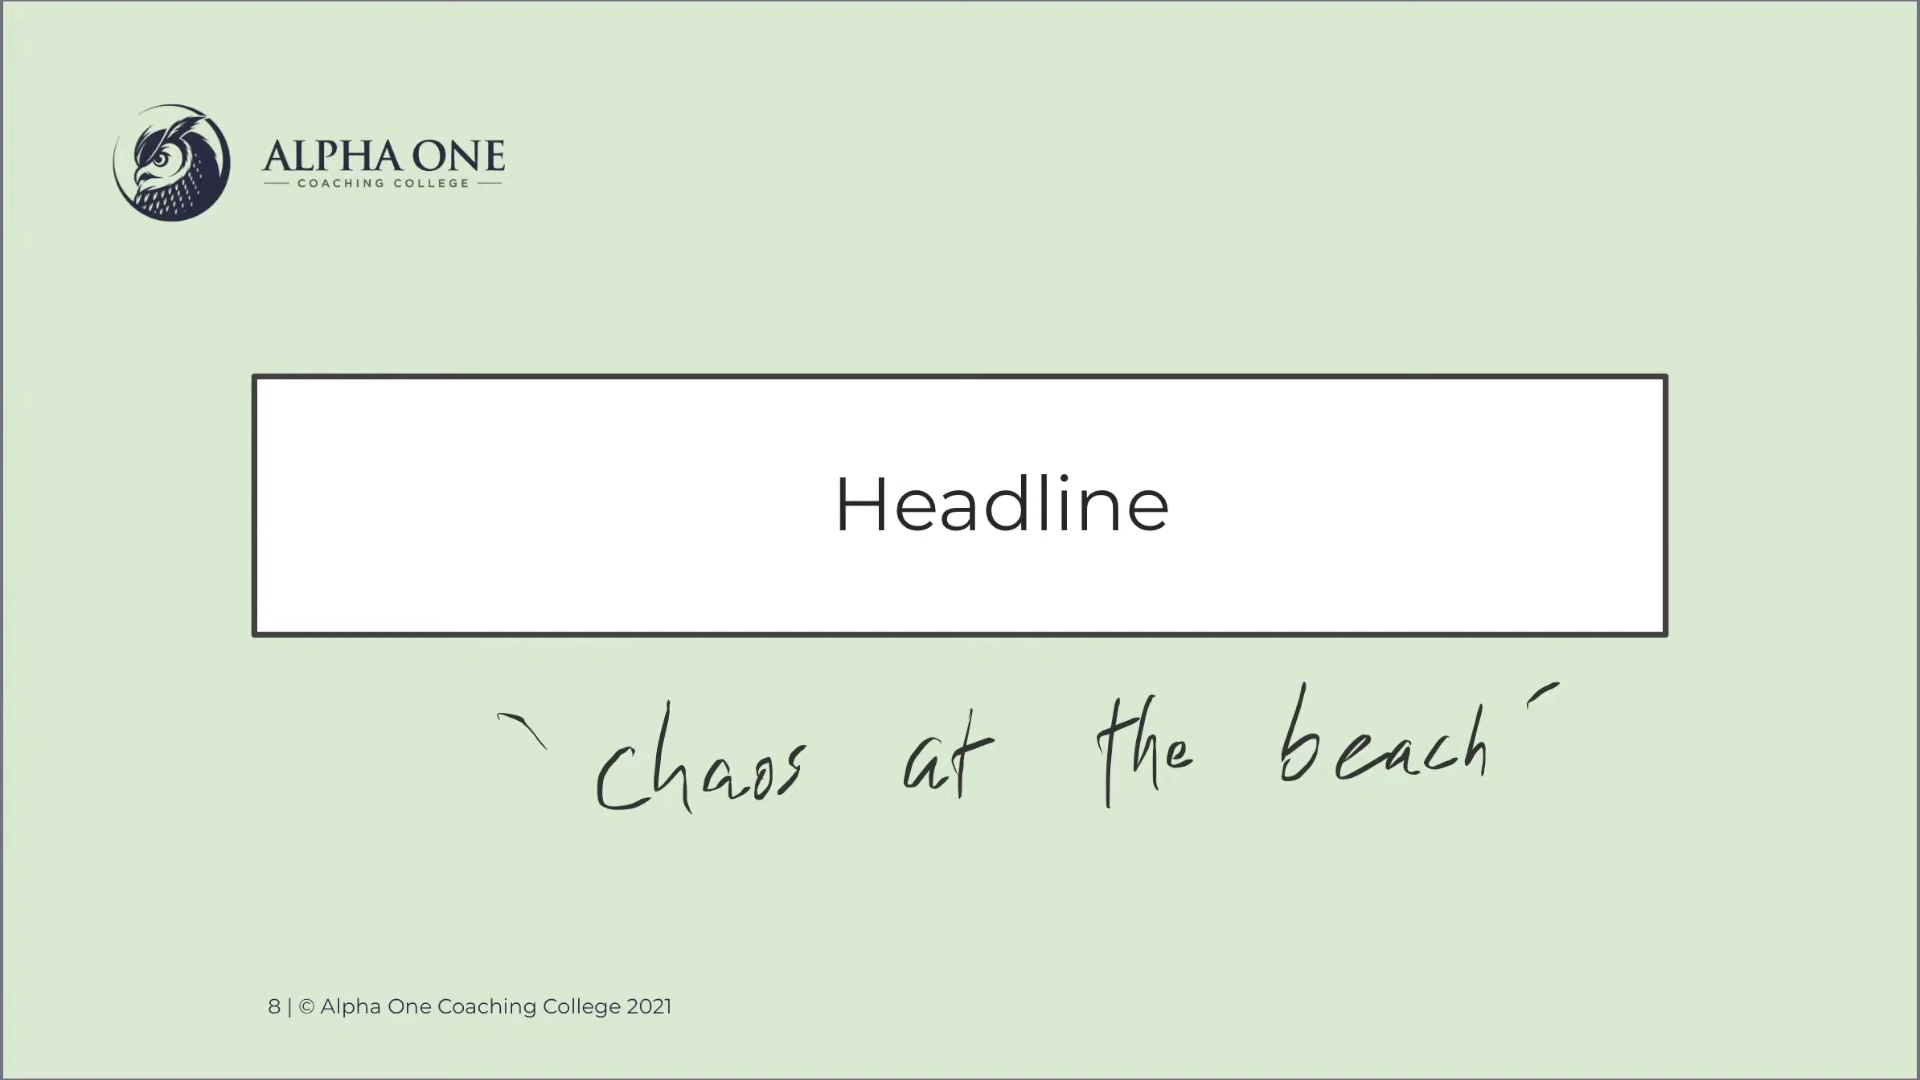 ALPHA ONE
COACHING COLLEGE
Headline
`chaos at the beach´
8 | © Alpha One Coaching College 2021